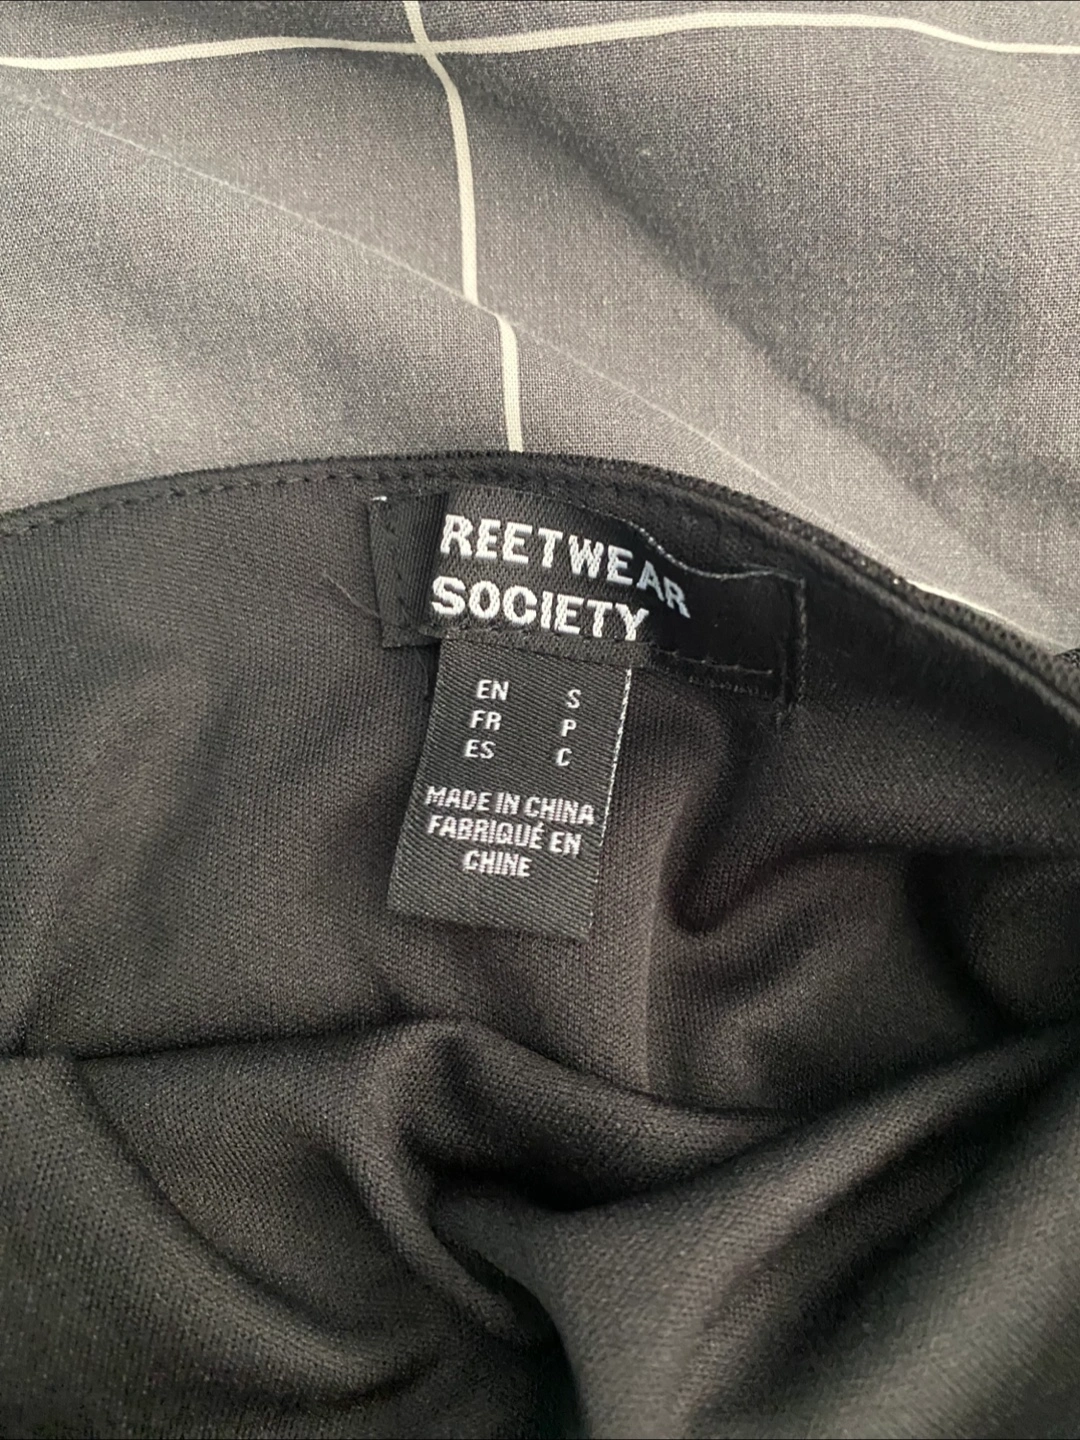 REETWEAR
SOCIETY
EN S
FR P
ES C
MADE IN CHINA
FABRIQUÉ EN
CHINE